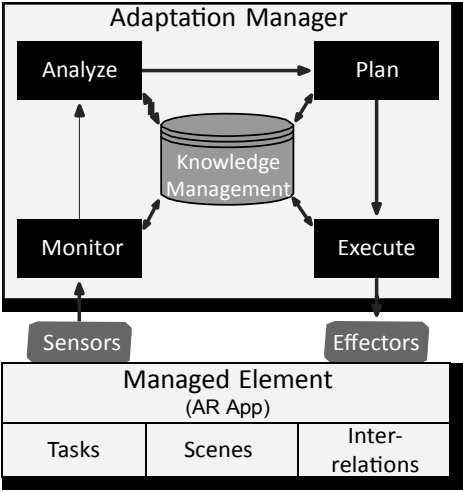 Adaptation Manager
Analyze
Plan
Knowledge
Management
Monitor
Execute
Sensors
Effectors
Managed Element
(AR App)
Tasks
Scenes
Inter-
relations